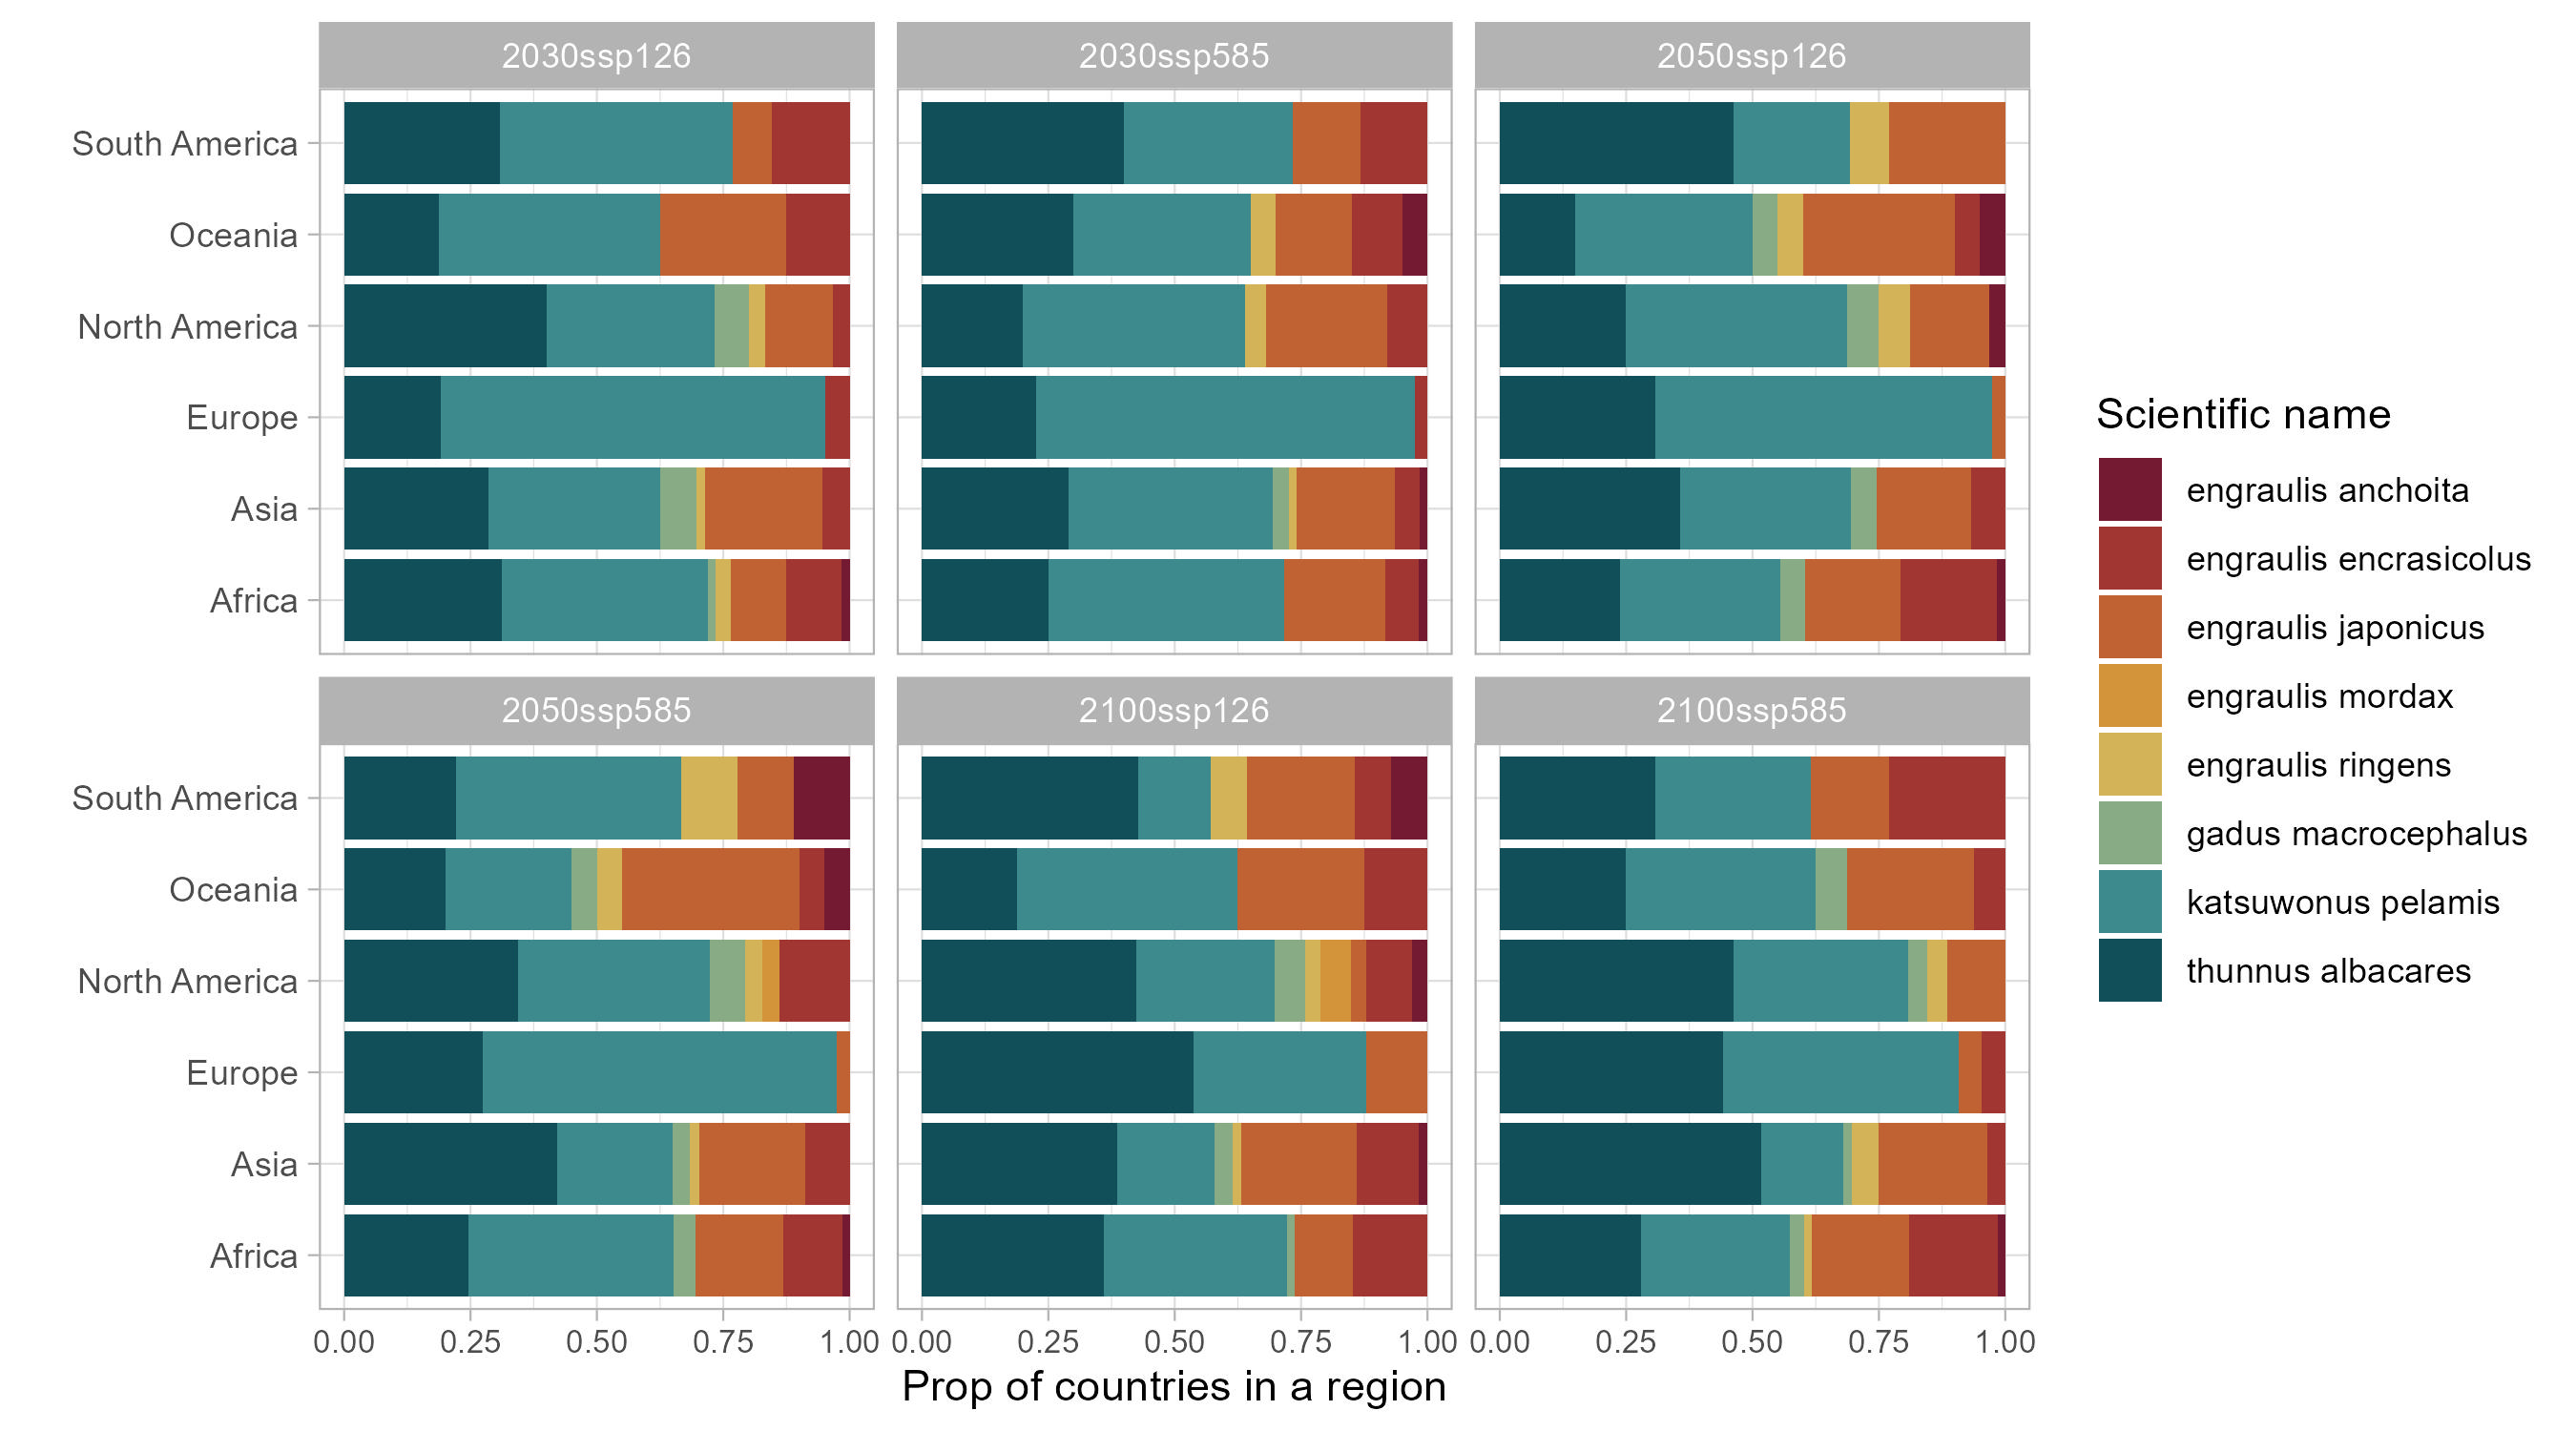 2030ssp126
2030ssp585
2050ssp126
South America
Oceania
North America
Europe
Asia
Africa
2050ssp585
2100ssp126
2100ssp585
South America
Oceania
North America
Europe
Asia
Africa
0.00 0.25 0.50 0.75 1.00
0.00 0.25 0.50 0.75 1.00
0.00 0.25 0.50 0.75 1.00
Prop of countries in a region
Scientific name
engraulis anchoita
engraulis encrasicolus
engraulis japonicus
engraulis mordax
engraulis ringens
gadus macrocephalus
katsuwonus pelamis
thunnus albacares